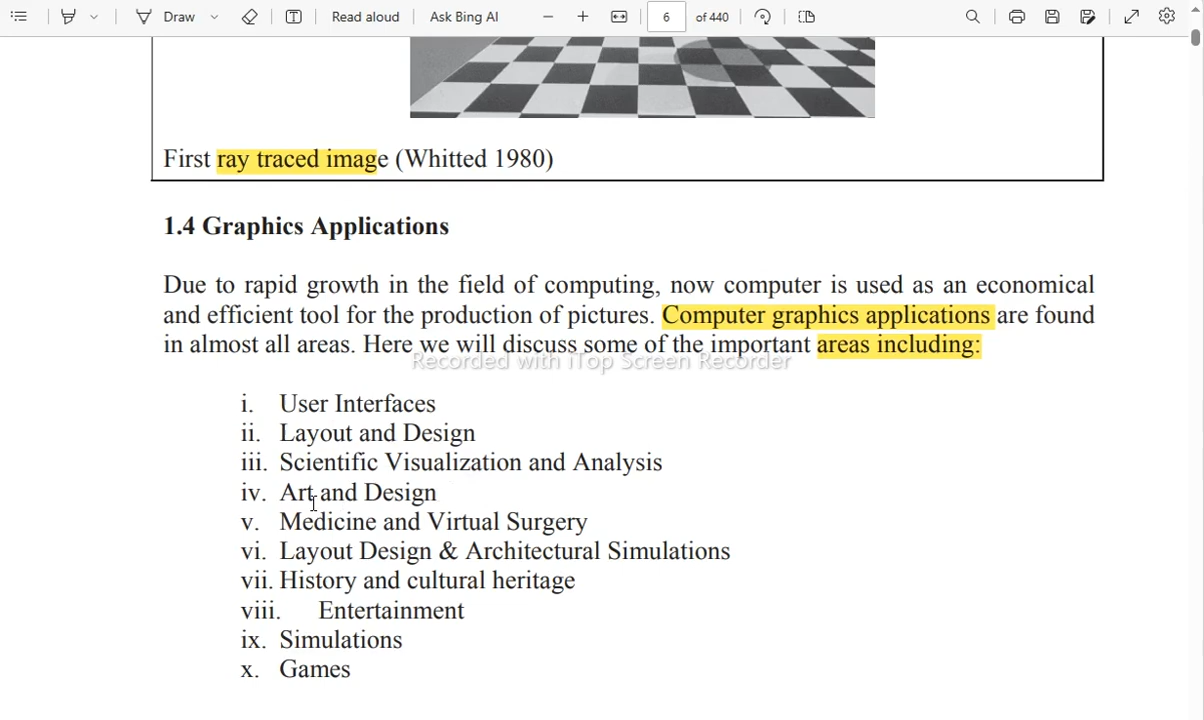 Draw
Read aloud
Ask Bing AI
6
of 440
First ray traced image (Whitted 1980)
1.4 Graphics Applications
Due to rapid growth in the field of computing, now computer is used as an economical
and efficient tool for the production of pictures. Computer graphics applications are found
in almost all areas. Here we will discuss some of the important areas including:
Recorded with iTop Screen Recorder
i. User Interfaces
ii. Layout and Design
iii. Scientific Visualization and Analysis
iv. Art and Design
v. Medicine and Virtual Surgery
vi. Layout Design & Architectural Simulations
vii. History and cultural heritage
viii. Entertainment
ix. Simulations
x. Games